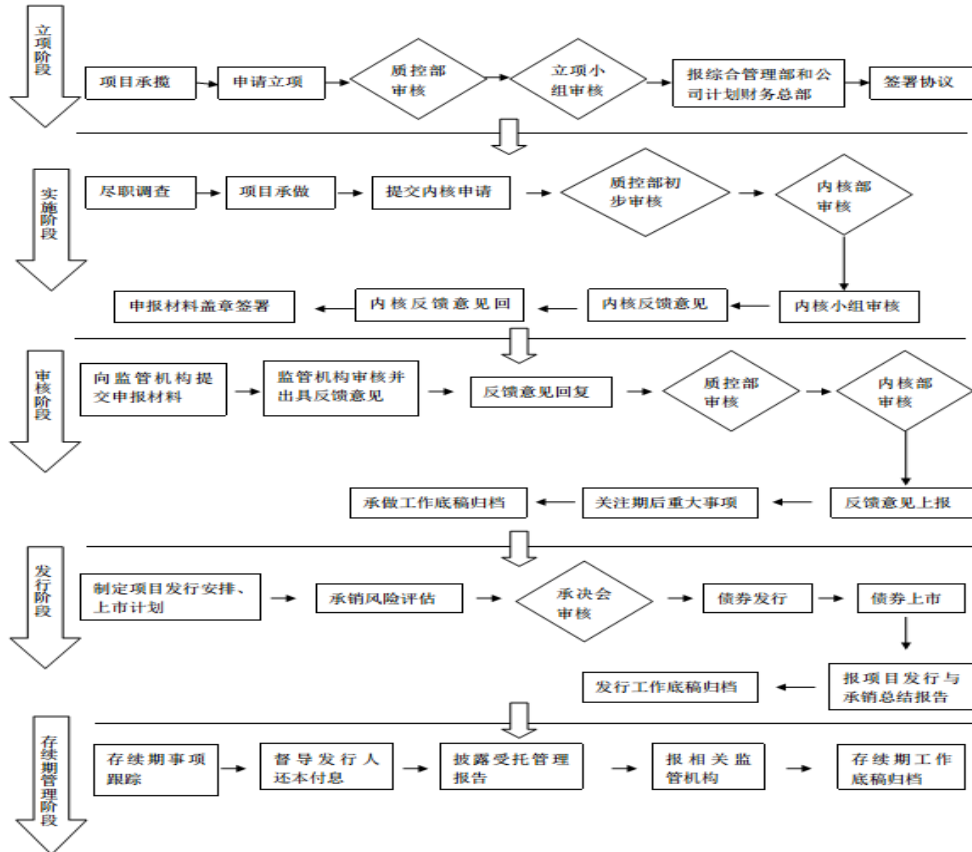 立项阶段
项目承揽
申请立项
质控部
审核
立项小
组审核
报综合管理部和公
司计划财务总部
签署协议
实施阶段
尽职调查
项目承做
提交内核申请
质控部初
步审核
内核部
审核
内核小组审核
内核反馈意见
内核反馈意见回
申报材料盖章签署
审核阶段
向监管机构提
交申报材料
监管机构审核并
出具反馈意见
反馈意见回复
质控部
审核
内核部
审核
反馈意见上报
关注期后重大事项
承做工作底稿归档
发行阶段
制定项目发行安排、
上市计划
承销风险评估
承决会
审核
债券发行
债券上市
报项目发行与
承销总结报告
发行工作底稿归档
存续期管理阶段
存续期事项
跟踪
督导发行人
还本付息
披露受托管理
报告
报相关监
管机构
存续期工作
底稿归档